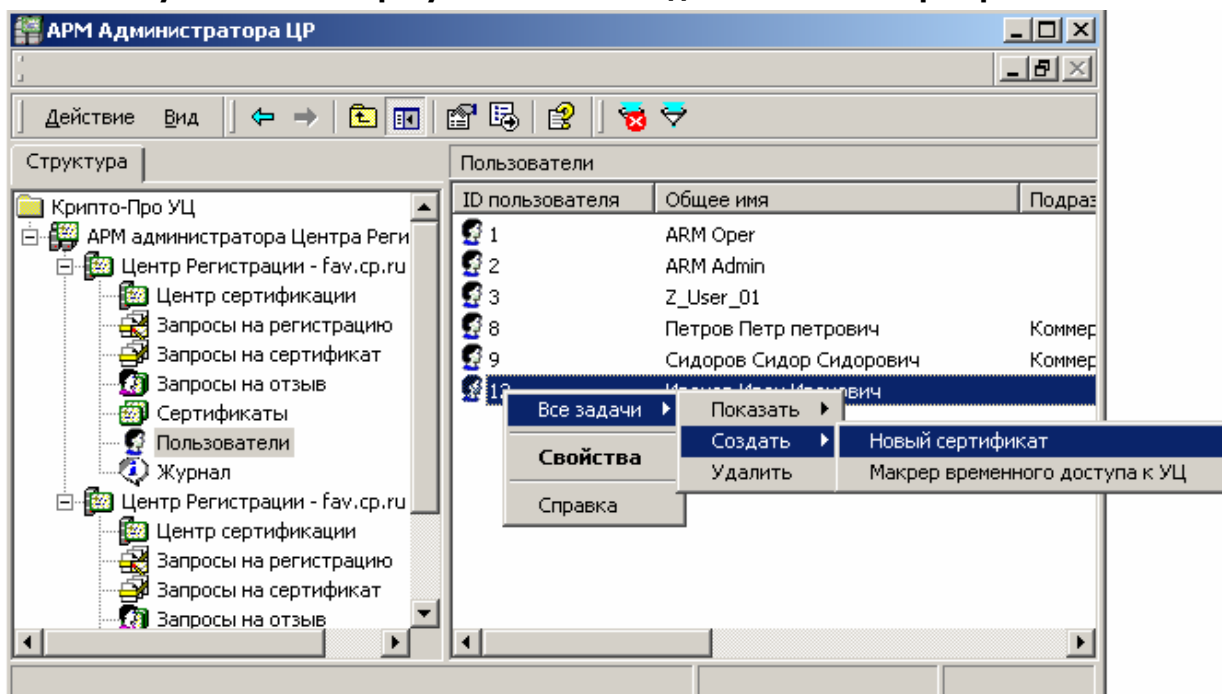 АРМ Администратора ЦР
Действие Вид
Структура
Пользователи
Крипто-Про УЦ
АРМ администратора Центра Реги
Центр Регистрации - fav.cp.ru
Центр сертификации
Запросы на регистрацию
Запросы на сертификат
Запросы на отзыв
Сертификаты
Пользователи
Журнал
Центр Регистрации - fav.cp.ru
Центр сертификации
Запросы на регистрацию
Запросы на сертификат
Запросы на отзыв
ID пользователя Общее имя Подраз
1 ARM Oper
2 ARM Admin
3 Z_User_01
8 Петров Петр петрович Коммер
9 Сидоров Сидор Сидорович Коммер
Все задачи
Свойства
Справка
Показать
Создать
Удалить
Новый сертификат
Макрер временного доступа к УЦ